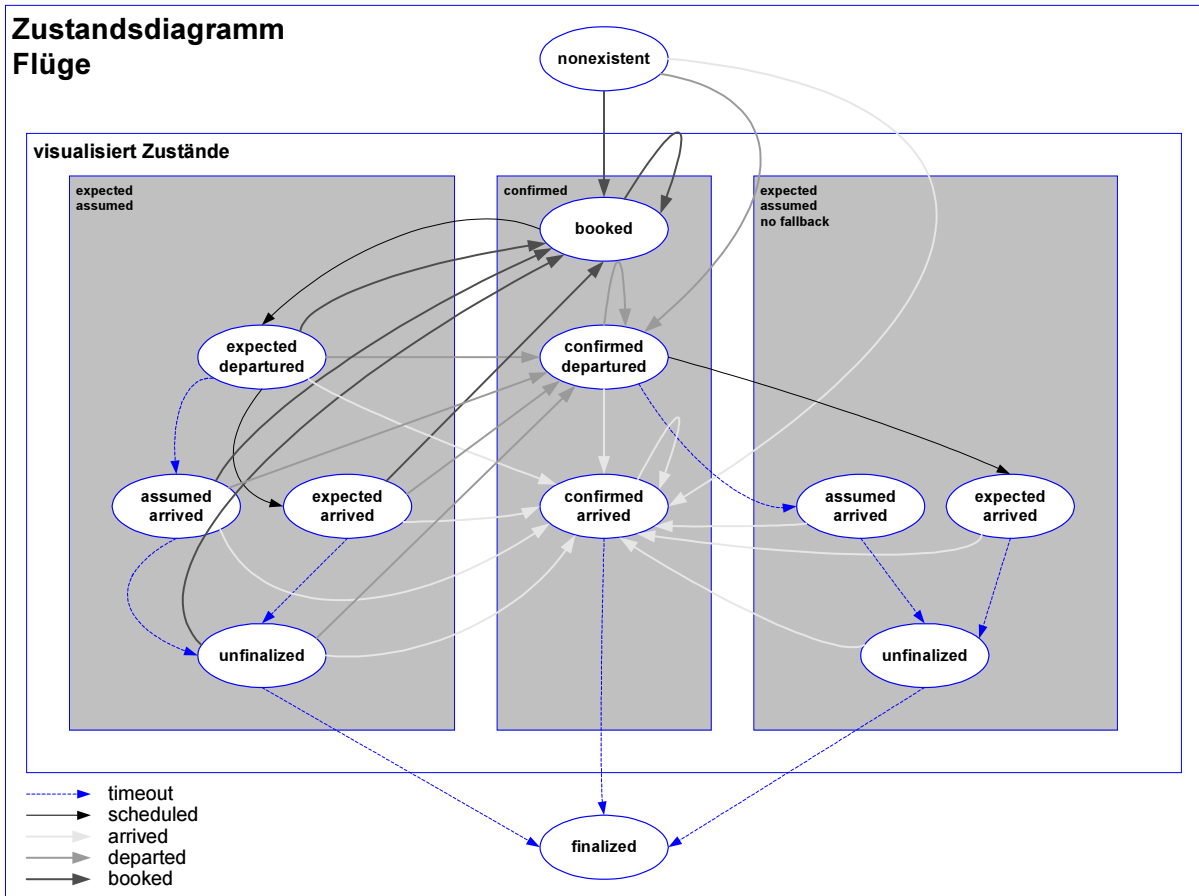 Zustandsdiagramm
Flüge
nonexistent
visualisiert Zustände
expected
assumed
confirmed
expected
assumed
no fallback
booked
expected
departured
confirmed
departured
assumed
arrived
expected
arrived
confirmed
arrived
assumed
arrived
expected
arrived
unfinalized
unfinalized
timeout
scheduled
arrived
departed
booked
finalized